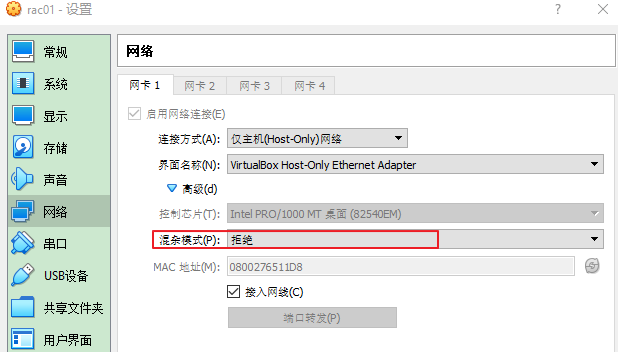 rac01 - 设置
?
常规
系统
显示
存储
声音
网络
串口
USB设备
共享文件夹
用户界面
网络
网卡 1 网卡 2 网卡 3 网卡 4
启用网络连接(E)
连接方式(A): 仅主机(Host-Only)网络
界面名称(N): VirtualBox Host-Only Ethernet Adapter
高级(d)
控制芯片(T): Intel PRO/1000 MT 桌面 (82540EM)
混杂模式(P): 拒绝
MAC 地址(M): 0800276511D8
接入网线(C)
端口转发(P)